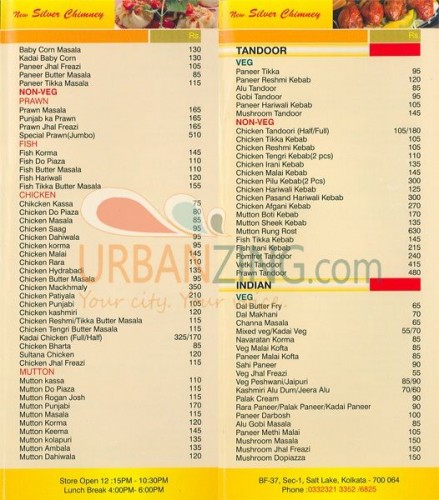 New Silver Chimney
Rs.
Baby Corn Masala 130
Kadai Baby Corn 130
Paneer Jhal Freazi 105
Paneer Butter Masala 85
Paneer Tikka Masala 115
NON-VEG
PRAWN
Prawn Masala 165
Punjab ka Prawn 165
Prawn Jhal Freazi 165
Special Prawn(Jumbo) 510
FISH
Fish Korma 145
Fish Do Piaza 110
Fish Butter Masala 110
Fish Hariwali 120
Fish Tikka Butter Masala 155
CHICKEN
Chikcken Kassa 75
Chicken Do Piaza 80
Chicken Masala 85
Chicken Saag 95
Chicken Dahiwala 95
Chicken korma 95
Chicken Malai 145
Chicken Rara 110
Chicken Hydrabadi 135
Chicken But Butter Masala 115
Chicken Mackhmaly 350
Chicken Patiyala 210
Chicken Punjabi 105
Chicken kashmiri 120
Chicken Reshmi/Tikka Butter Masala 115
Chicken Tengri Butter Masala 115
Kadai Chicken (Full/Half) 325/170
Chicken Bharta 85
Sultana Chicken 120
Chicken Jhal Freazi 115
MUTTON
Mutton kassa 110
Mutton Do Piaza 115
Mutton Rogan Josh 115
Mutton Punjabi 170
Mutton Masala 115
Mutton Korma 120
Mutton Keema 145
Mutton kolapuri 135
Mutton Ambala 135
Mutton Dahiwala 120
Store Open 12 :15PM - 10:30PM
Lunch Break 4:00PM- 6:00PM
New Silver Chimney
Rs.
TANDOOR
VEG
Paneer Tikka 95
Paneer Reshmi Kebab 120
Alu Tandoor 85
Gobi Tandoor 95
Paneer Hariwali Kebab 105
Mushroom Tandoor 145
NON-VEG
Chicken Tandoori (Half/Full) 105/180
Chicken Tikka Kebab 105
Chicken Reshmi Kebab 105
Chicken Tengri Kebab(2 pcs) 110
Chicken Irani Kebab 135
Chicken Malai Kebab 145
Chicken Pilu Kebab(2 pcs) 300
Chicken Hariwali Kebab 125
Chicken Pasand Hariwali Kebab 300
Chicken Afgani Kebab 270
Mutton Boti Kebab 170
Mutton Sheek Kebab 135
Mutton Rung Rost 630
Fish Tikka Kebab 145
Fish Irani Kebab 215
Pomfret Tandoor 240
Vetki Tandoor 415
Prawn Tandoor 480
INDIAN
VEG
Dal Butter Fry 65
Dal Makhani 70
Channa Masala 65
Mixed veg/Kadai Veg 55/70
Navaratan Korma 85
Veg Malai Kofta 85
Paneer Malai Kofta 85
Sahi Paneer 90
Veg Jhal Freazi 55
Veg Peshwani/Jaipuri 85/90
Kashmiri Alu Dum/Jeera Alu 70/60
Palak Cream 90
Rara Paneer/Palak Paneer/Kadai Paneer 90
Paneer Darbosh 100
Alu Gobi Masala 85
Paneer Methi Malai 105
Mushroom Masala 150
Mushroom Jhal Freazi 150
Mushroom Dopiazza 150
BF-37, Sec-1, Salt Lake, Kolkata - 700 064
Phone :0332321 3352 /6825
URBANZING.com
Your city. Your